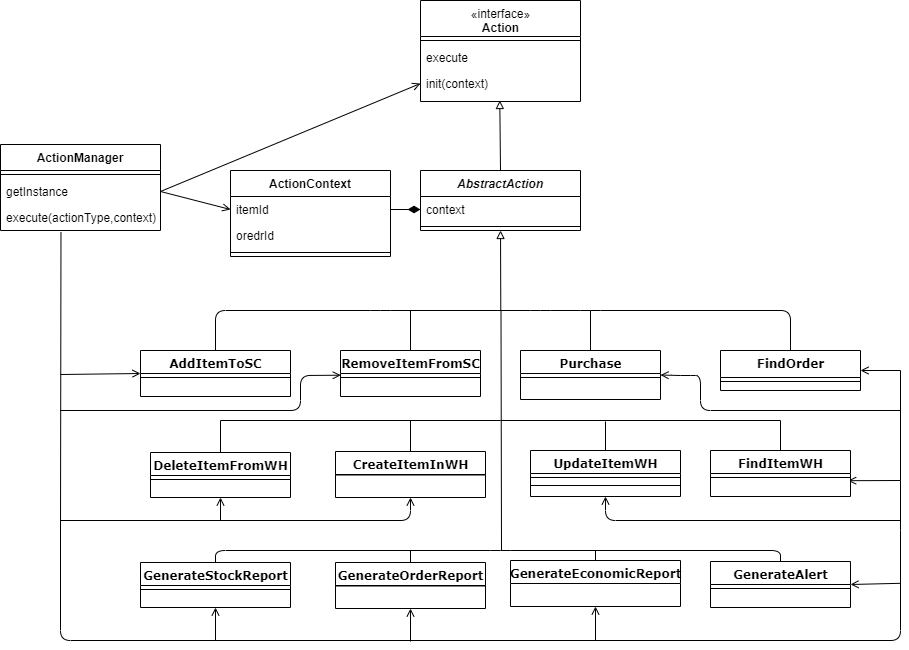 «interface»
Action
execute
init(context)
ActionManager
getInstance
execute(actionType,context)
ActionContext
itemId
oredrId
AbstractAction
context
AddItemToSC
RemoveItemFromSC
Purchase
FindOrder
DeleteItemFromWH
CreateItemInWH
UpdateItemWH
FindItemWH
GenerateStockReport
GenerateOrderReport
GenerateEconomicReport
GenerateAlert